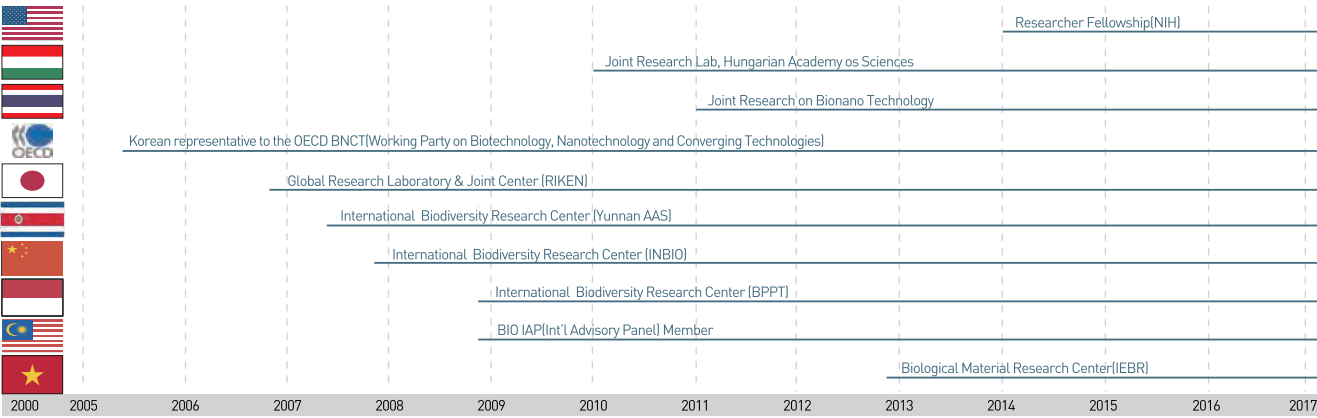 Researcher Fellowship(NIH)
Joint Research Lab, Hungarian Academy os Sciences
Joint Research on Bionano Technology
OECD
Korean representative to the OECD BNCT(Working Party on Biotechnology, Nanotechnology and Converging Technologies)
Global Research Laboratory & Joint Center (RIKEN)
International Biodiversity Research Center (Yunnan AAS)
International Biodiversity Research Center (INBIO)
International Biodiversity Research Center (BPPT)
BIO IAP(Int'l Advisory Panel) Member
Biological Material Research Center(IEBR)
2000 2005 2006 2007 2008 2009 2010 2011 2012 2013 2014 2015 2016 2017